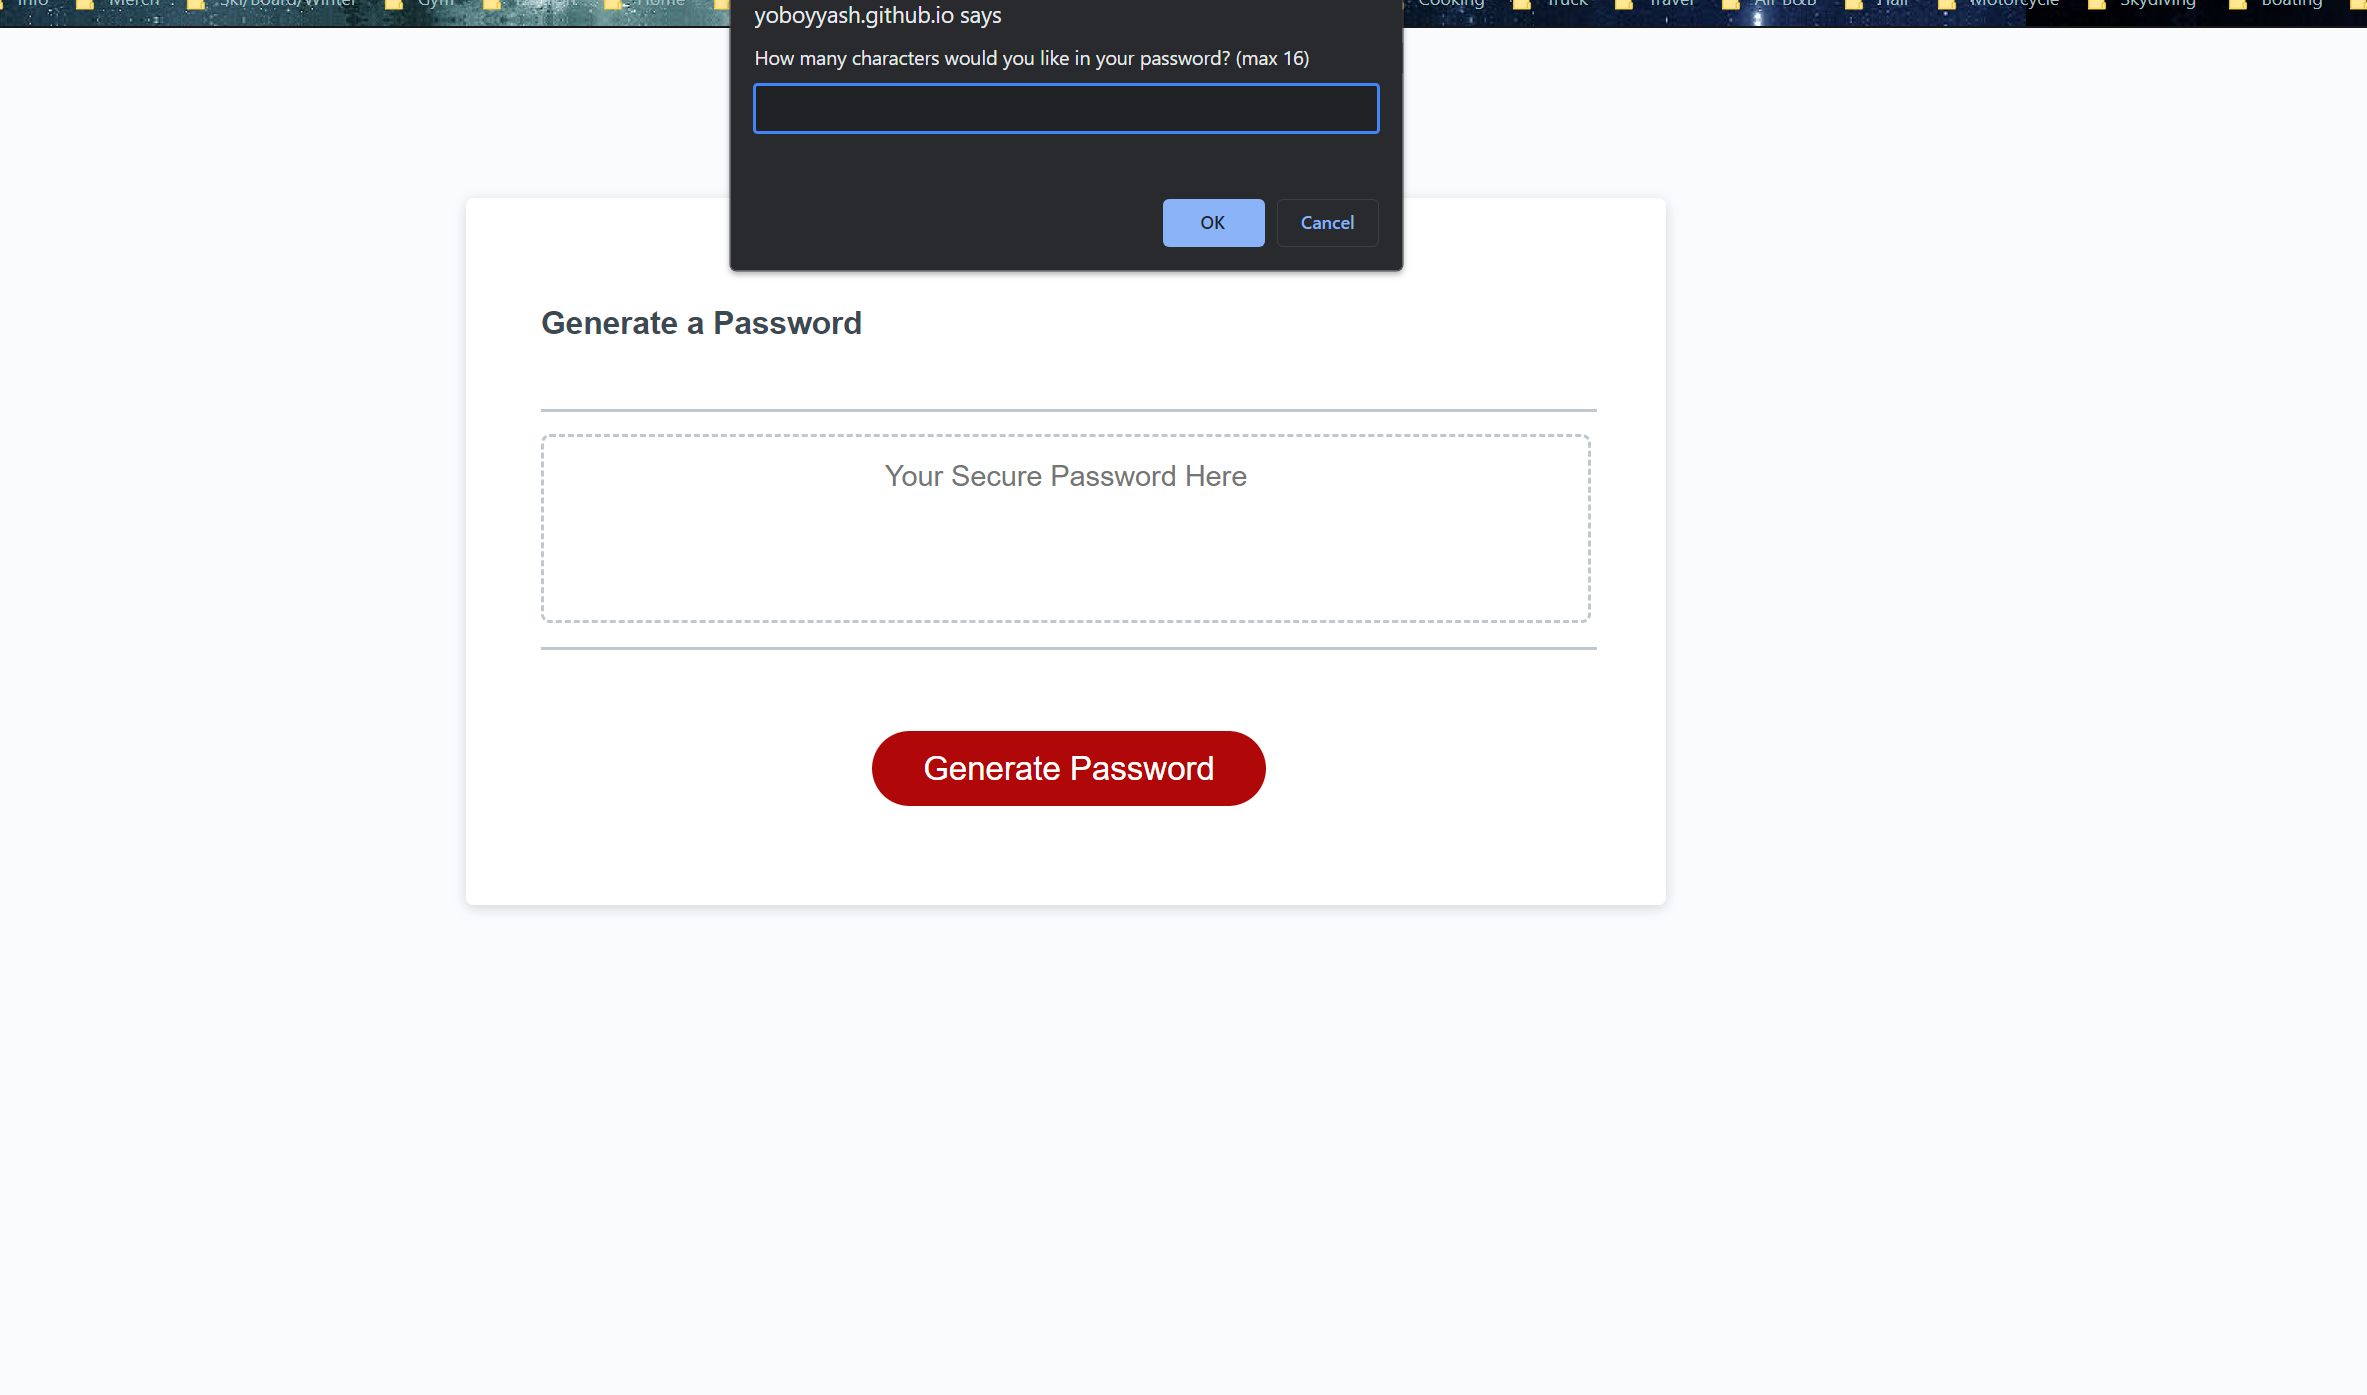 Info Merch Ski/Board/Winter Gym Home Cooking Truck Travel Air B&B Hair Motorcycle Skydiving Boating
yoboyyash.github.io says
How many characters would you like in your password? (max 16)
OK Cancel
Generate a Password
Your Secure Password Here
Generate Password